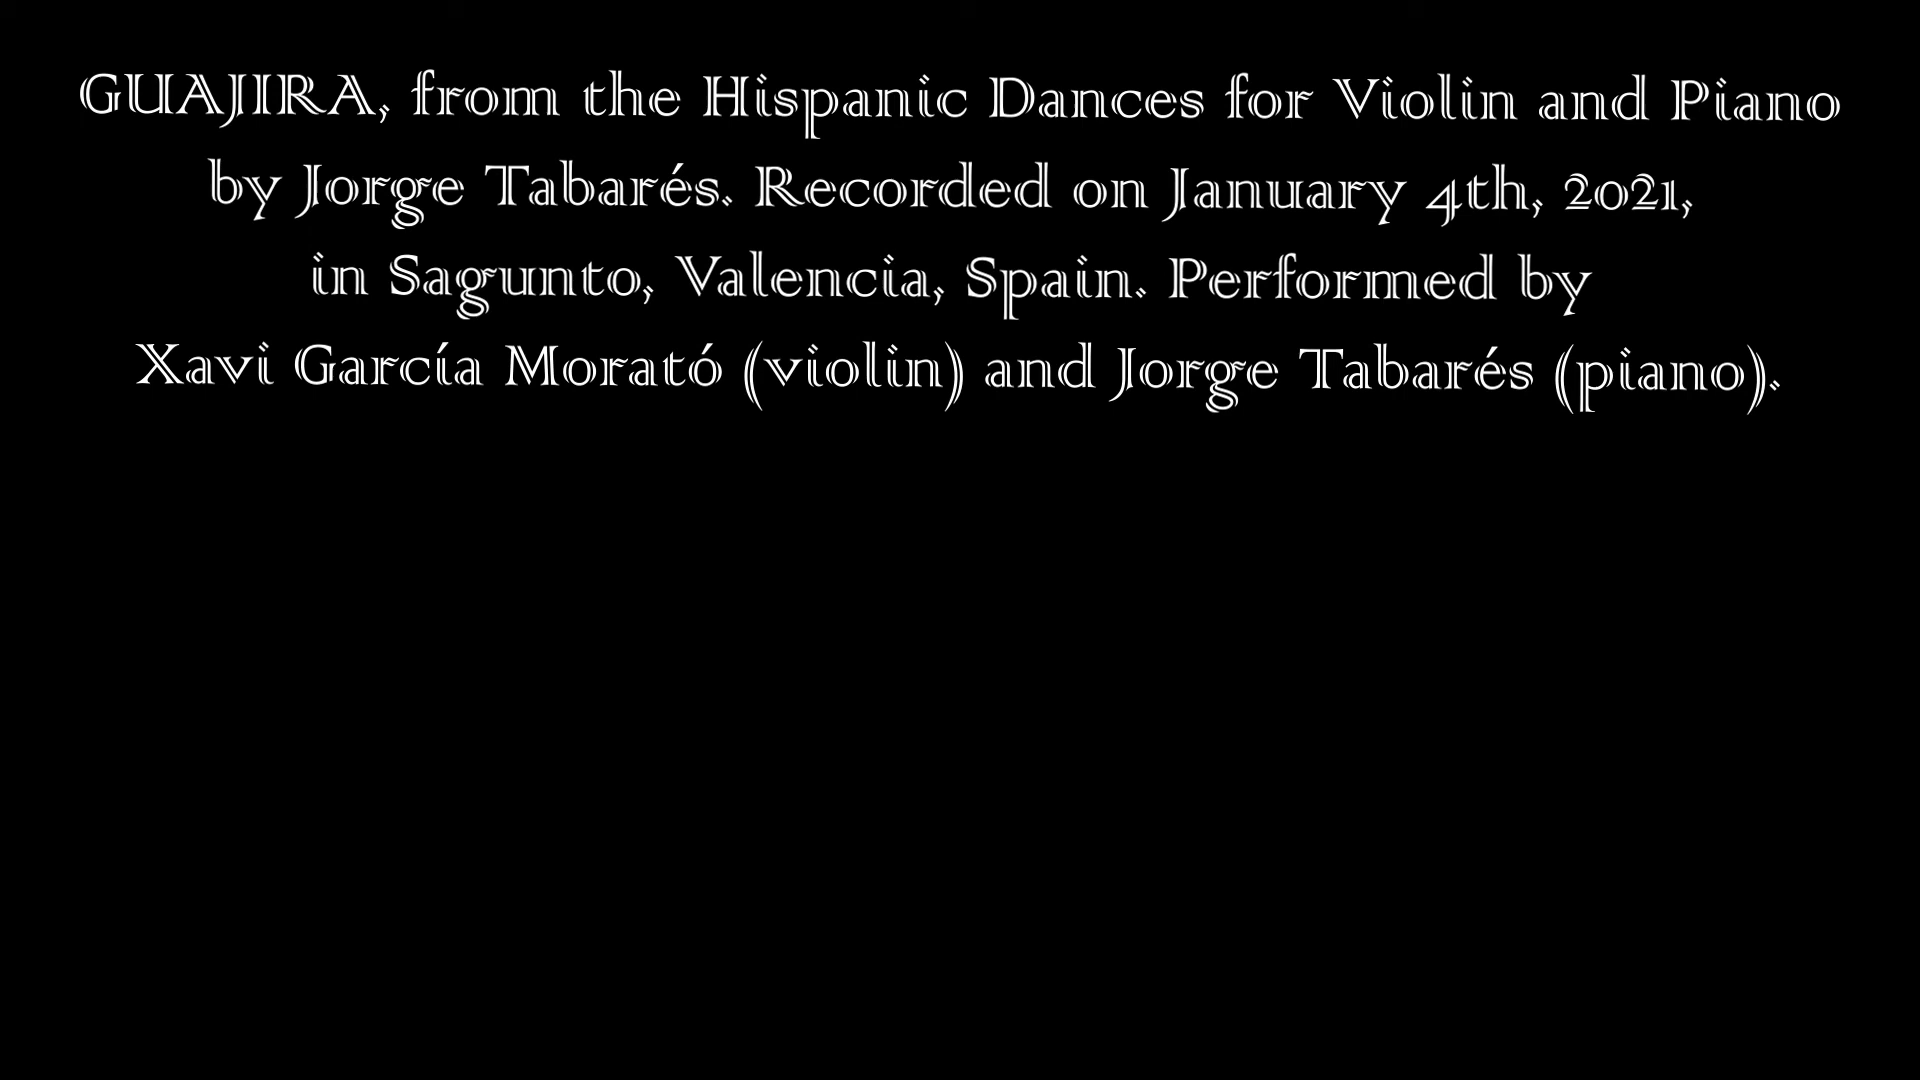 GUAJIRA, from the Hispanic Dances for Violin and Piano
by Jorge Tabarés. Recorded on January 4th, 2021,
in Sagunto, Valencia, Spain. Performed by
Xavi García Morató (violin) and Jorge Tabarés (piano).